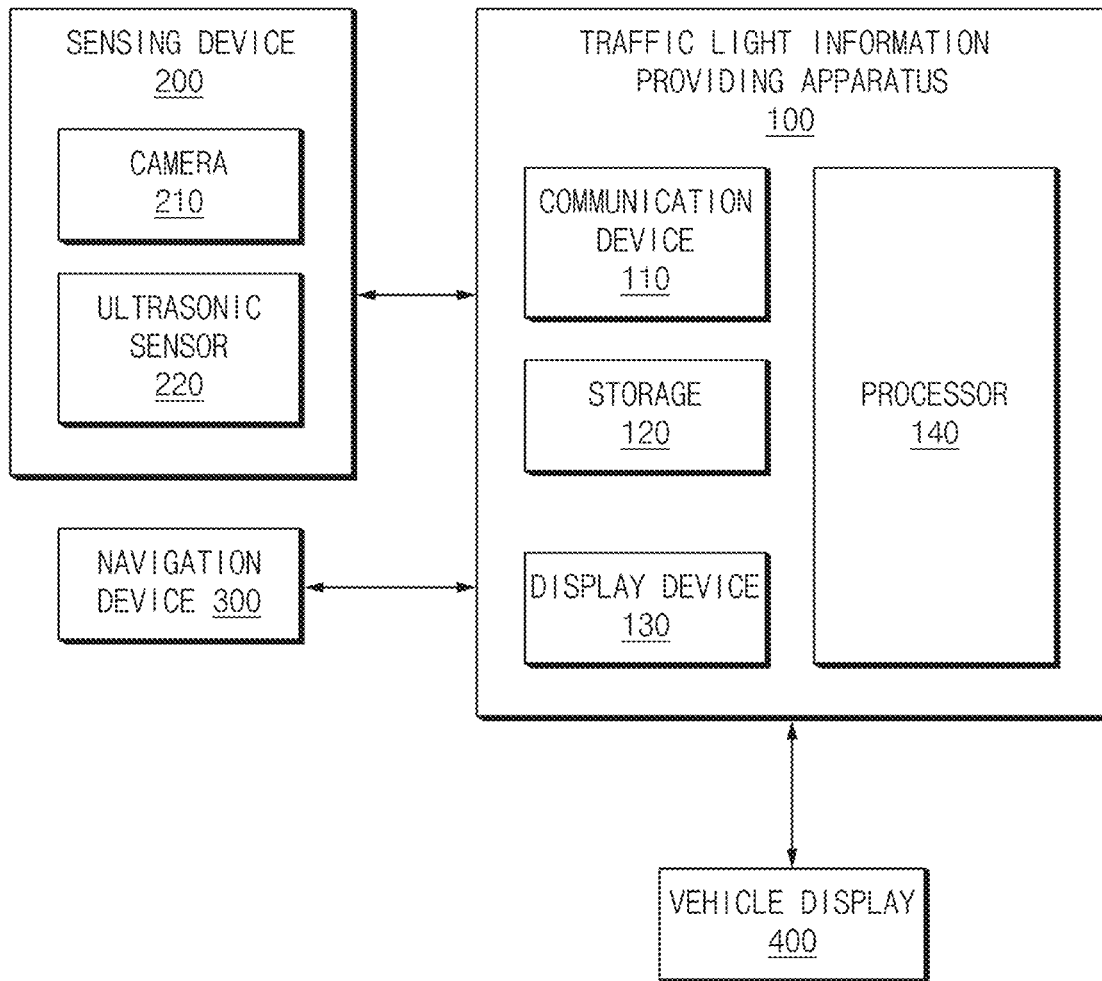 SENSING DEVICE
200
CAMERA
210
ULTRASONIC
SENSOR
220
NAVIGATION
DEVICE 300
TRAFFIC LIGHT INFORMATION
PROVIDING APPARATUS
100
COMMUNICATION
DEVICE
110
STORAGE
120
DISPLAY DEVICE
130
PROCESSOR
140
VEHICLE DISPLAY
400